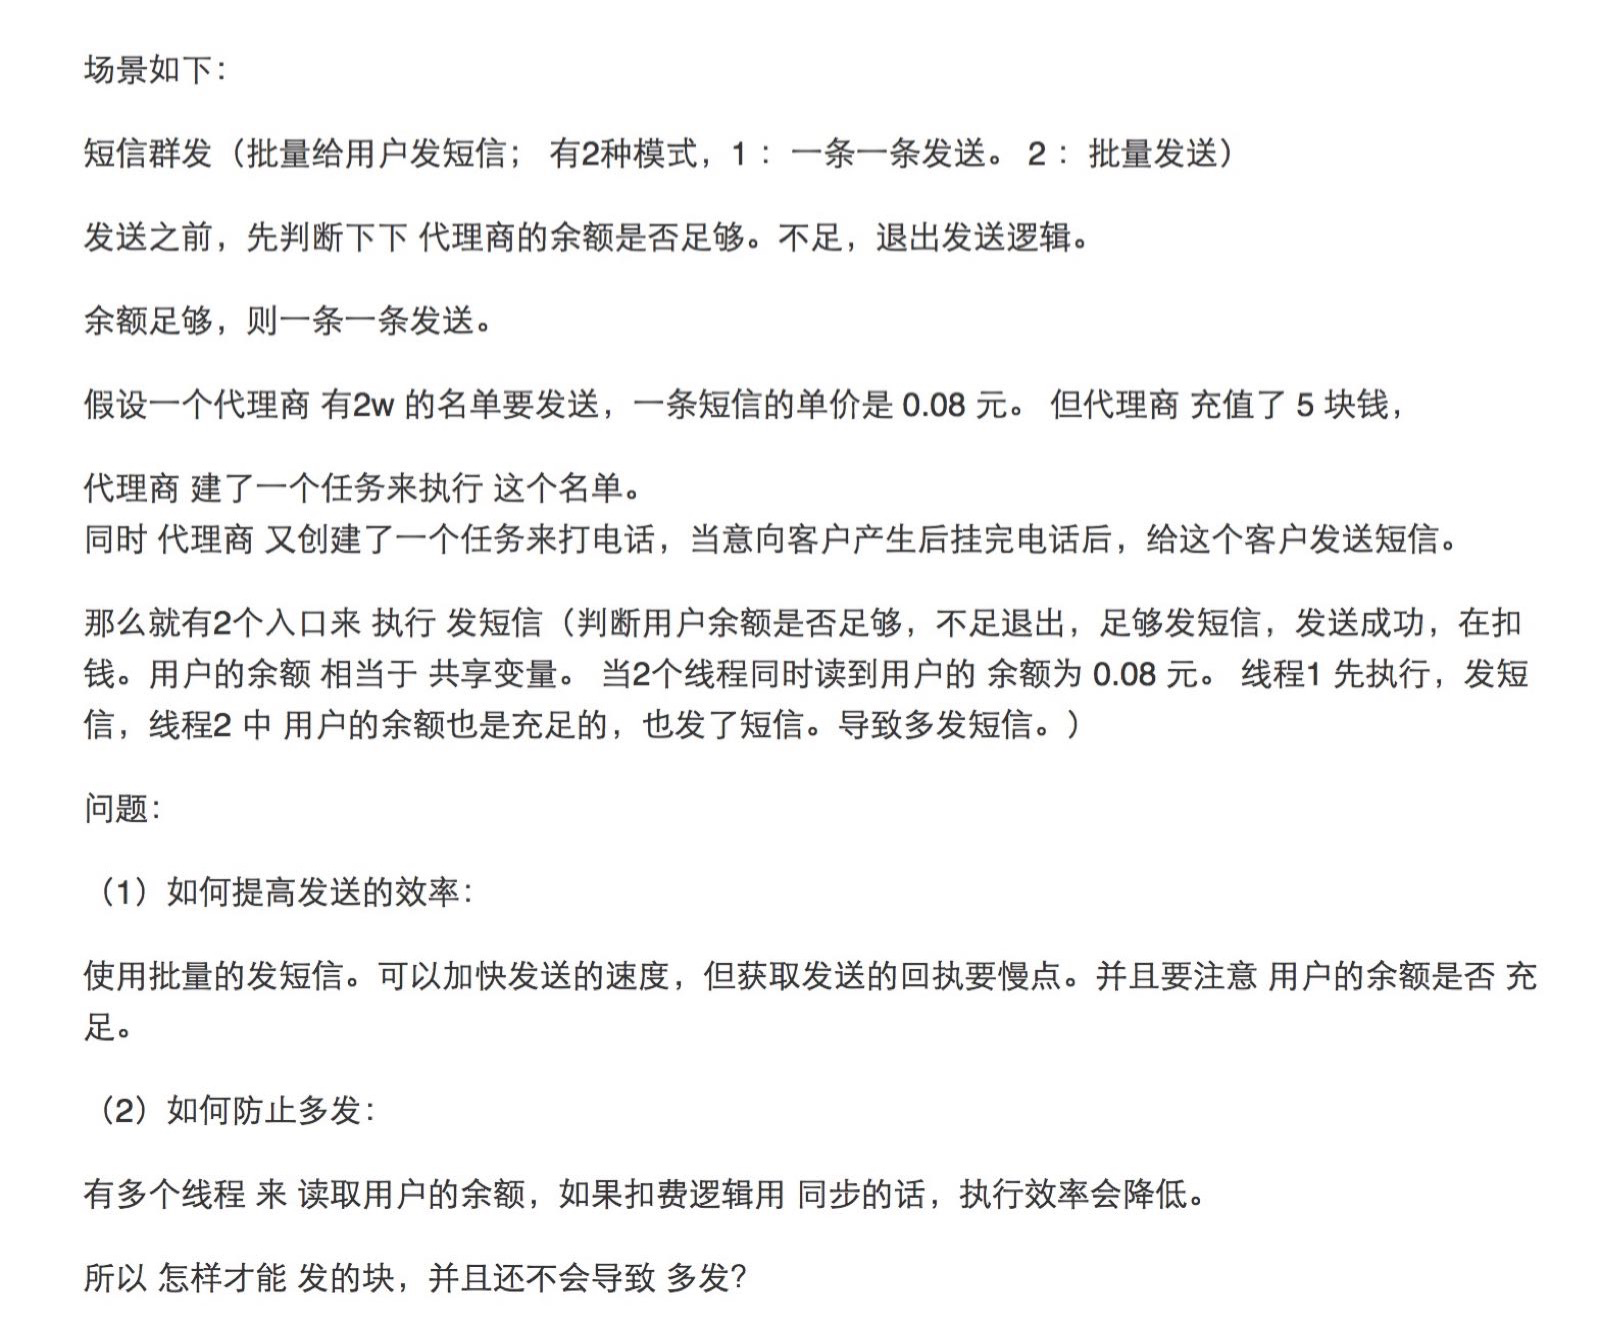 场景如下：
短信群发（批量给用户发短信； 有2种模式，1 ：一条一条发送。 2 ：批量发送）
发送之前，先判断下下 代理商的余额是否足够。不足，退出发送逻辑。
余额足够，则一条一条发送。
假设一个代理商 有2w 的名单要发送，一条短信的单价是 0.08 元。 但代理商 充值了 5 块钱，
代理商 建了一个任务来执行 这个名单。
同时 代理商 又创建了一个任务来打电话，当意向客户产生后挂完电话后，给这个客户发送短信。
那么就有2个入口来 执行 发短信（判断用户余额是否足够，不足退出，足够发短信，发送成功，在扣
钱。用户的余额 相当于 共享变量。 当2个线程同时读到用户的 余额为 0.08 元。 线程1 先执行，发短
信，线程2 中 用户的余额也是充足的，也发了短信。导致多发短信。）
问题：
（1）如何提高发送的效率：
使用批量的发短信。可以加快发送的速度，但获取发送的回执要慢点。并且要注意 用户的余额是否 充
足。
（2）如何防止多发：
有多个线程 来 读取用户的余额，如果扣费逻辑用 同步的话，执行效率会降低。
所以 怎样才能 发的块，并且还不会导致 多发？